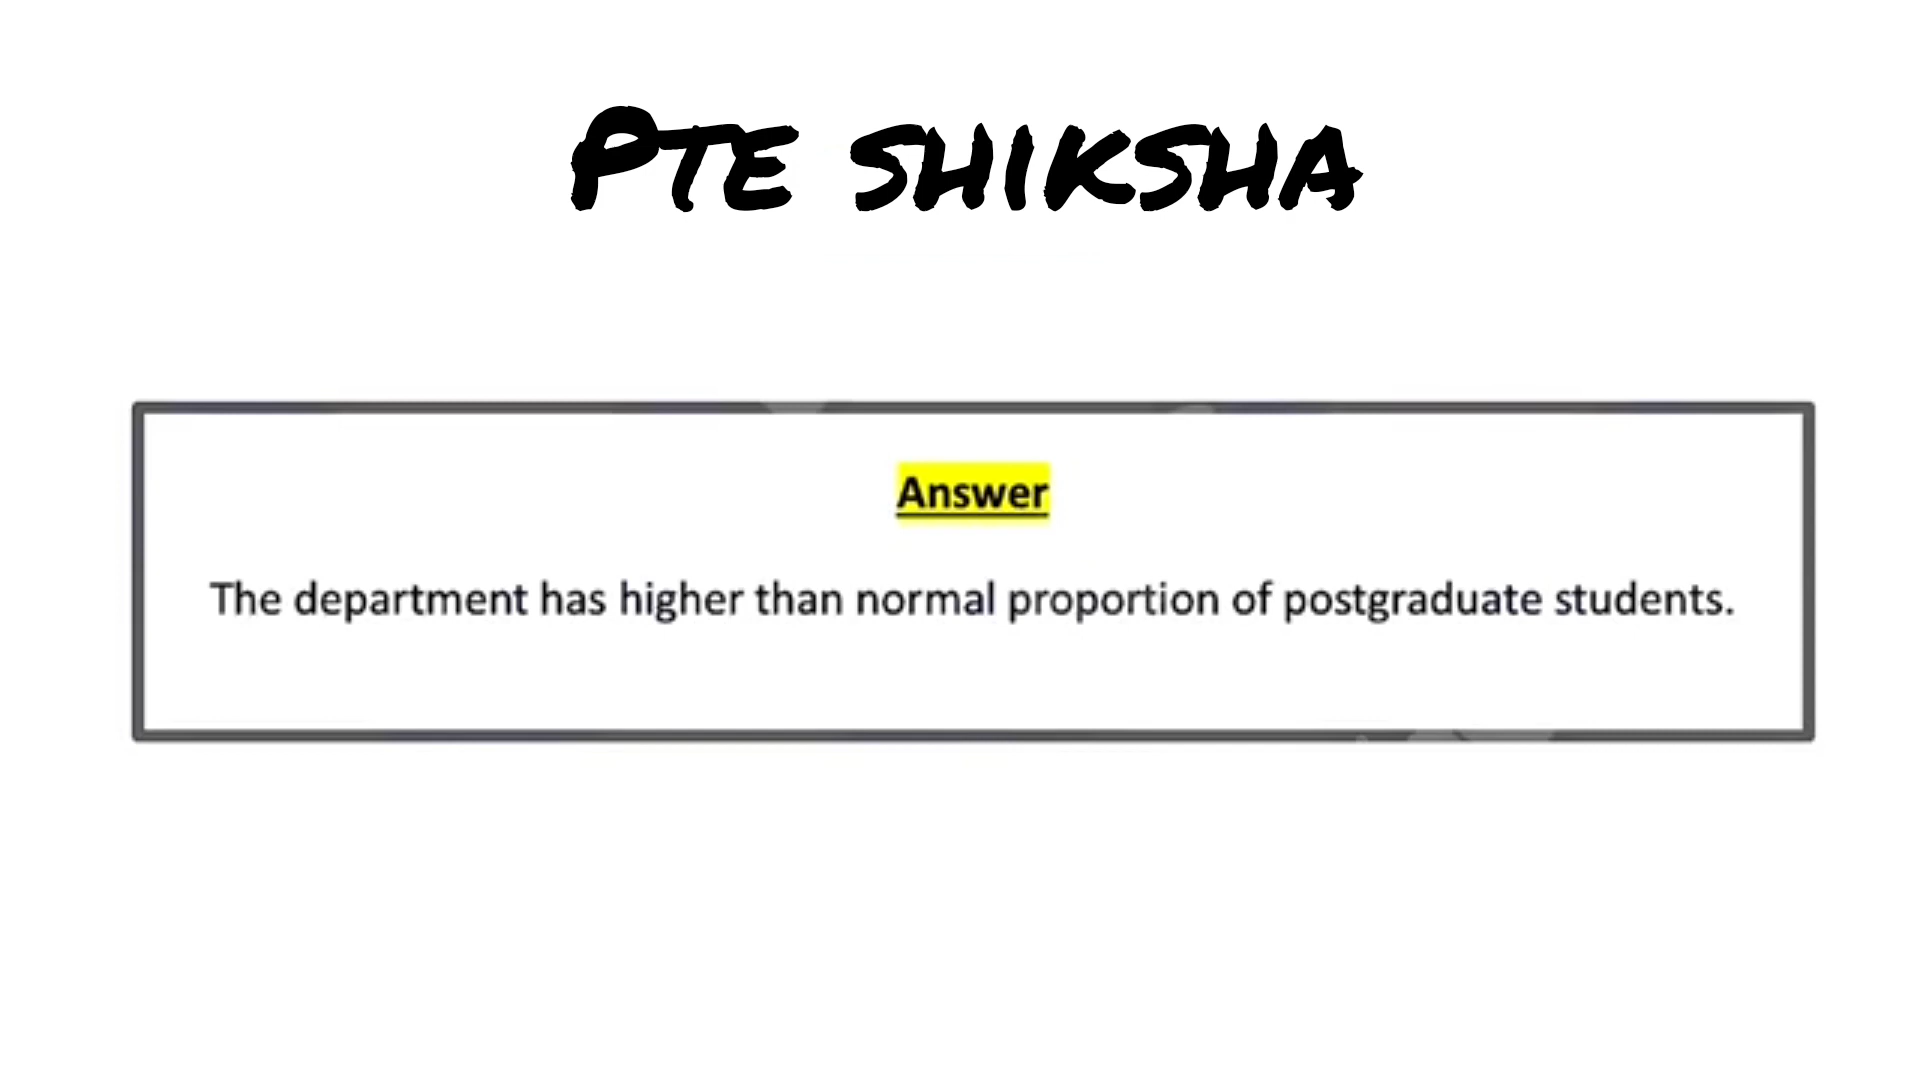 Pte shiksha
Answer
The department has higher than normal proportion of postgraduate students.